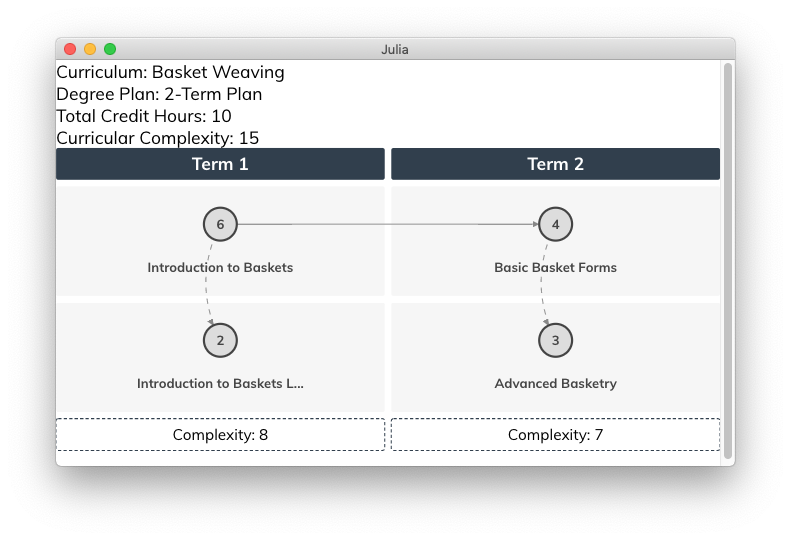 Julia
Curriculum: Basket Weaving
Degree Plan: 2-Term Plan
Total Credit Hours: 10
Curricular Complexity: 15
Term 1
Term 2
6
4
Introduction to Baskets
Basic Basket Forms
2
3
Introduction to Baskets L...
Advanced Basketry
Complexity: 8
Complexity: 7